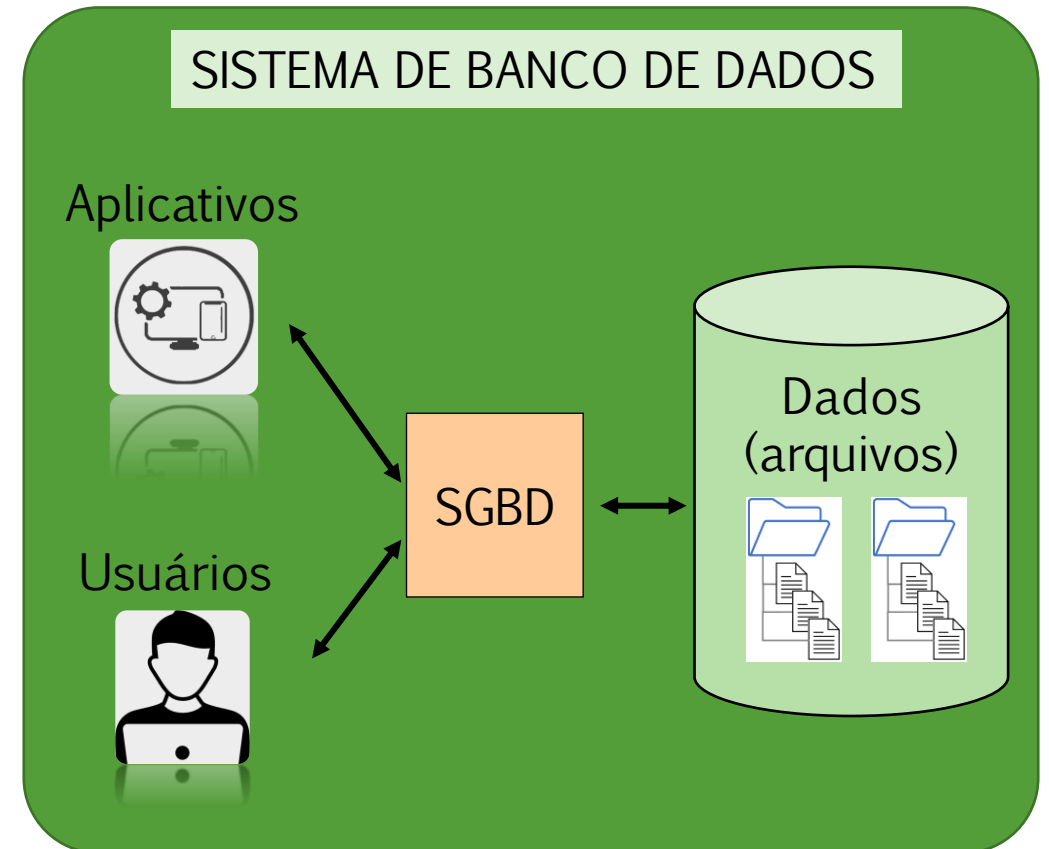 SISTEMA DE BANCO DE DADOS
Aplicativos
Dados
(arquivos)
SGBD
Usuários